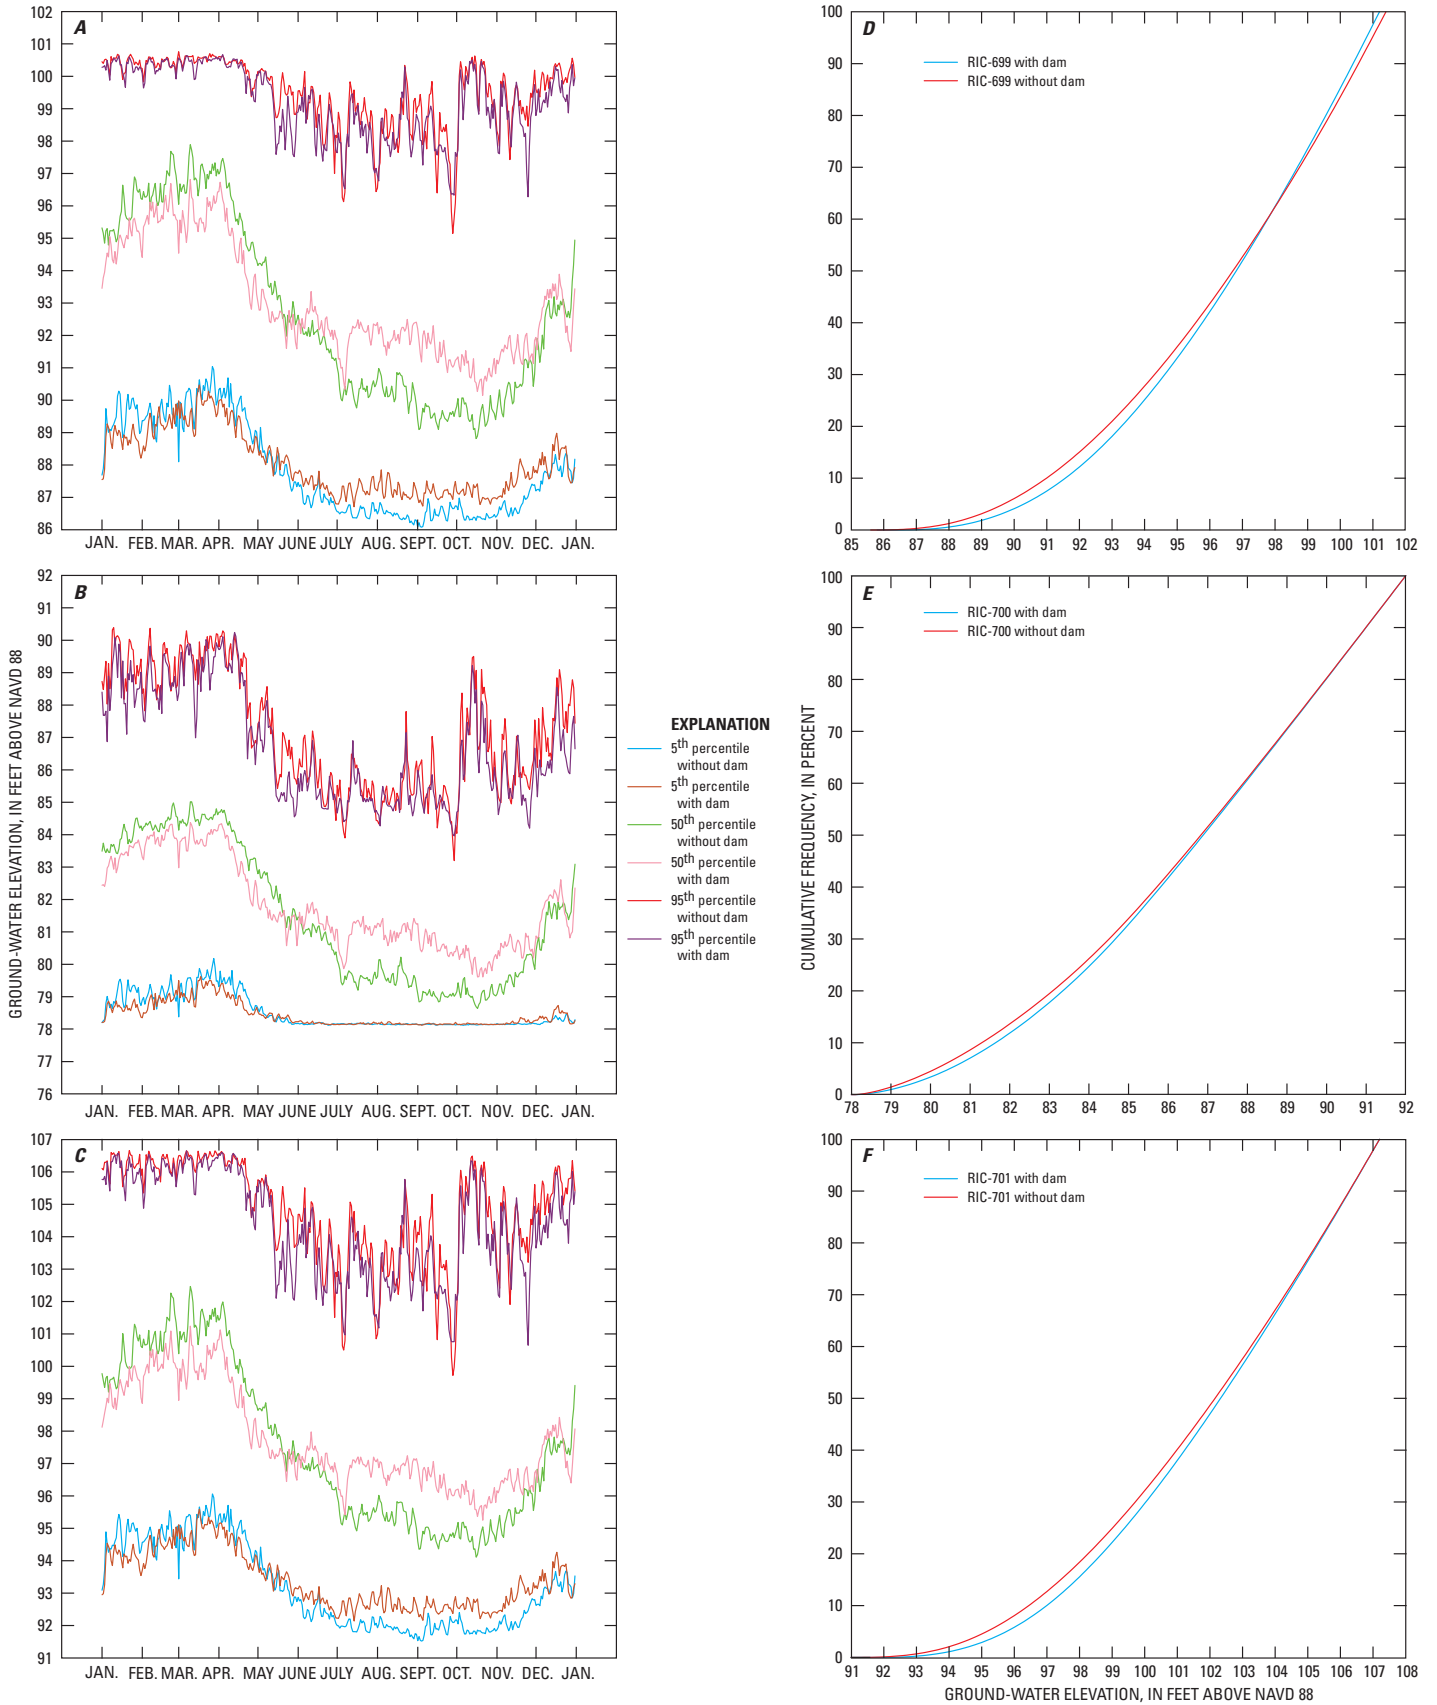 A
102
101
100
99
98
97
96
95
94
93
92
91
90
89
88
87
86
JAN. FEB. MAR. APR. MAY JUNE JULY AUG. SEPT. OCT. NOV. DEC. JAN.
B
92
91
90
89
88
87
86
85
84
83
82
81
80
79
78
77
76
JAN. FEB. MAR. APR. MAY JUNE JULY AUG. SEPT. OCT. NOV. DEC. JAN.
GROUND-WATER ELEVATION, IN FEET ABOVE NAVD 88
C
107
106
105
104
103
102
101
100
99
98
97
96
95
94
93
92
91
JAN. FEB. MAR. APR. MAY JUNE JULY AUG. SEPT. OCT. NOV. DEC. JAN.
EXPLANATION
5th percentile
without dam
5th percentile
with dam
50th percentile
without dam
50th percentile
with dam
95th percentile
without dam
95th percentile
with dam
D
RIC-699 with dam
RIC-699 without dam
100
90
80
70
60
50
40
30
20
10
0
85 86 87 88 89 90 91 92 93 94 95 96 97 98 99 100 101 102
E
RIC-700 with dam
RIC-700 without dam
100
90
80
70
60
50
40
30
20
10
0
78 79 80 81 82 83 84 85 86 87 88 89 90 91 92
CUMULATIVE FREQUENCY, IN PERCENT
F
RIC-701 with dam
RIC-701 without dam
100
90
80
70
60
50
40
30
20
10
0
91 92 93 94 95 96 97 98 99 100 101 102 103 104 105 106 107 108
GROUND-WATER ELEVATION, IN FEET ABOVE NAVD 88